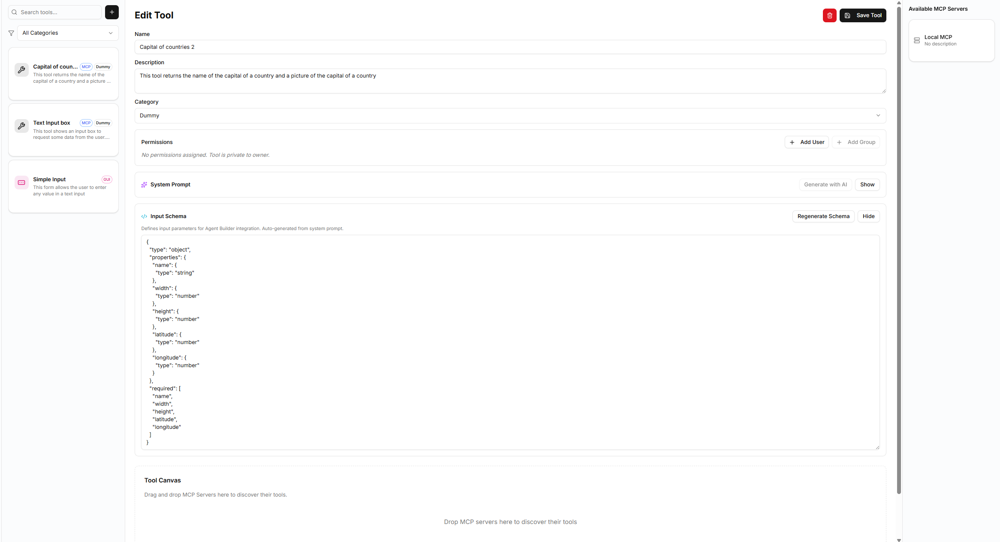 Search tools...
All Categories
Capital of coun... MCP Dummy
This tool returns the name of the
capital of a country and a picture ...
Text Input box MCP Dummy
This tool shows an input box to
request some data from the user....
Simple Input GUI
This form allows the user to enter
any value in a text input
Edit Tool
Save Tool
Name
Capital of countries 2
Description
This tool returns the name of the capital of a country and a picture of the capital of a country
Category
Dummy
Permissions
Add User
Add Group
No permissions assigned. Tool is private to owner.
System Prompt
Generate with AI
Show
Input Schema
Regenerate Schema
Hide
Defines input parameters for Agent Builder integration. Auto-generated from system prompt.
{
"type": "object",
"properties": {
"name": {
"type": "string"
},
"width": {
"type": "number"
},
"height": {
"type": "number"
},
"latitude": {
"type": "number"
},
"longitude": {
"type": "number"
}
},
"required": [
"name",
"width",
"height",
"latitude",
"longitude"
]
}
Tool Canvas
Drag and drop MCP Servers here to discover their tools.
Drop MCP servers here to discover their tools
Available MCP Servers
Local MCP
No description